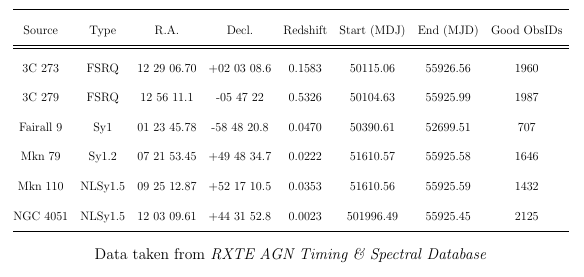 Source Type R.A. Decl. Redshift Start (MDJ) End (MJD) Good ObsIDs
3C 273 FSRQ 12 29 06.70 +02 03 08.6 0.1583 50115.06 55926.56 1960
3C 279 FSRQ 12 56 11.1 -05 47 22 0.5326 50104.63 55925.99 1987
Fairall 9 Sy1 01 23 45.78 -58 48 20.8 0.0470 50390.61 52699.51 707
Mkn 79 Sy1.2 07 21 53.45 +49 48 34.7 0.0222 51610.57 55925.58 1646
Mkn 110 NLSy1.5 09 25 12.87 +52 17 10.5 0.0353 51610.56 55925.59 1432
NGC 4051 NLSy1.5 12 03 09.61 +44 31 52.8 0.0023 501996.49 55925.45 2125
Data taken from RXTE AGN Timing & Spectral Database